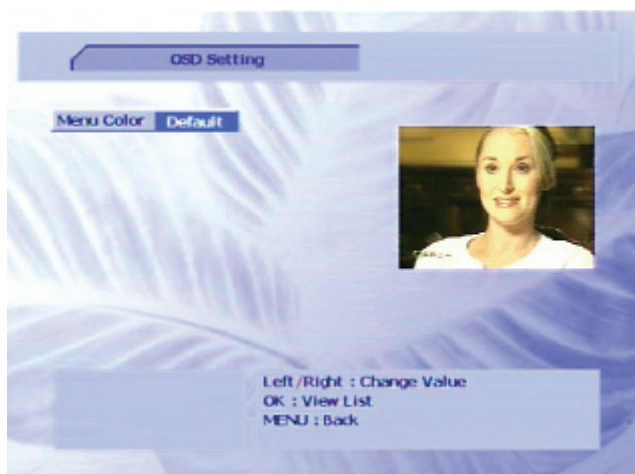 OSD Setting
Menu Color Default
Left/Right : Change Value
OK : View List
MENU : Back